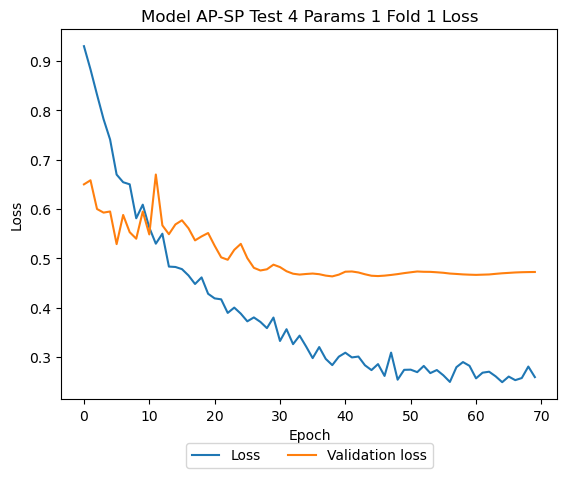 Model AP-SP Test 4 Params 1 Fold 1 Loss
0.9
0.8
0.7
0.6
0.5
0.4
0.3
Loss
0 10 20 30 40 50 60 70
Epoch
Loss Validation loss